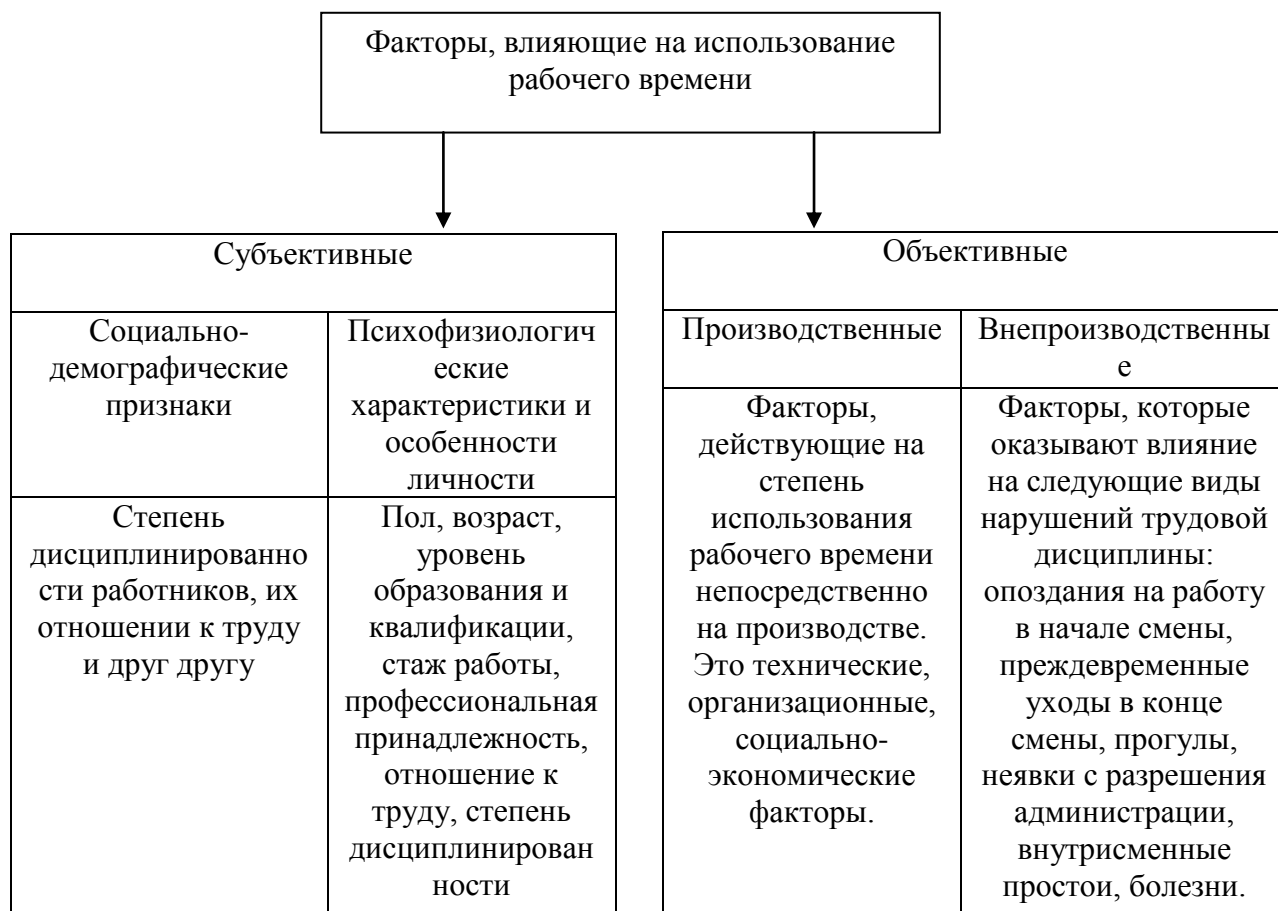 Факторы, влияющие на использование
рабочего времени
Субъективные
Социально-
демографические
признаки
Психофизиологич
еские
характеристики и
особенности
личности
Степень
дисциплинированно
сти работников, их
отношении к труду
и друг другу
Пол, возраст,
уровень
образования и
квалификации,
стаж работы,
профессиональная
принадлежность,
отношение к
труду, степень
дисциплинирован
ности
Объективные
Производственные
Внепроизводственны
е
Факторы,
действующие на
степень
использования
рабочего времени
непосредственно
на производстве.
Это технические,
организационные,
социально-
экономические
факторы.
Факторы, которые
оказывают влияние
на следующие виды
нарушений трудовой
дисциплины:
опоздания на работу
в начале смены,
преждевременные
уходы в конце
смены, прогулы,
неявки с разрешения
администрации,
внутрисменные
простои, болезни.